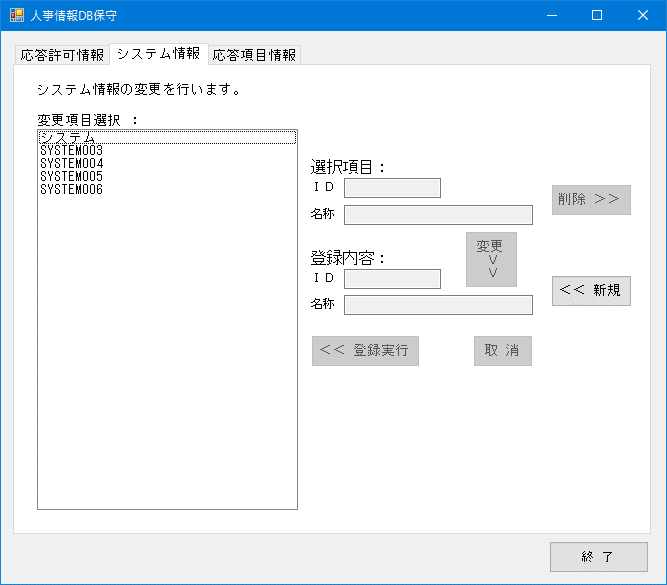 人事情報DB保守
応答許可情報 システム情報 応答項目情報
システム情報の変更を行います。
変更項目選択 ：
システム
SYSTEM003
SYSTEM004
SYSTEM005
SYSTEM006
選択項目：
ＩＤ
名称
削除 ＞＞
変更
∨
∨
登録内容：
ＩＤ
名称
＜＜ 新規
＜＜ 登録実行
取 消
終 了